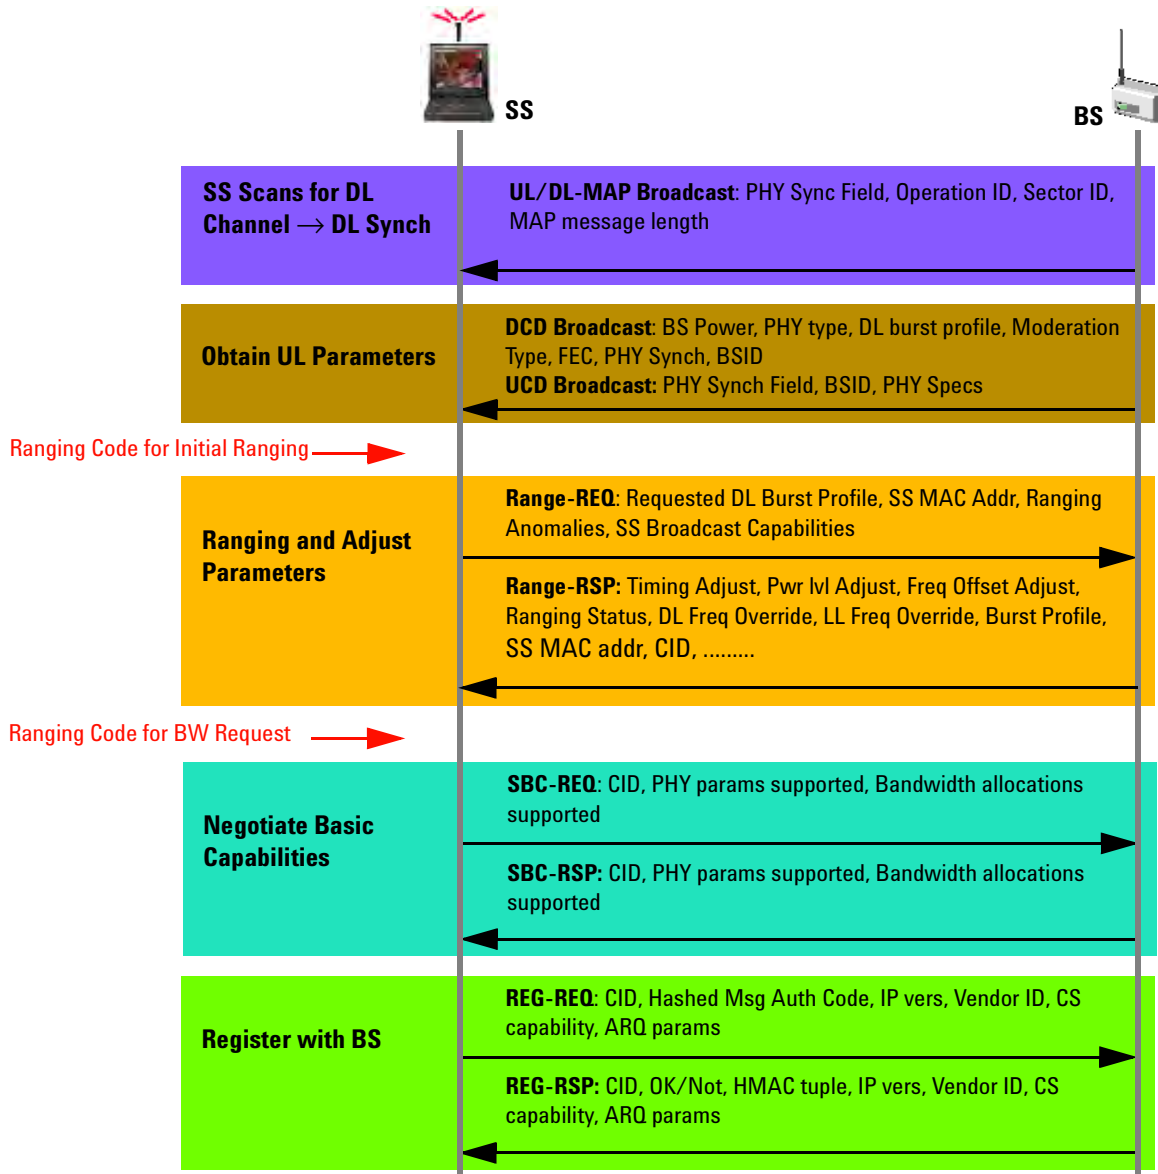 SS
BS
SS Scans for DL
Channel → DL Synch
UL/DL-MAP Broadcast: PHY Sync Field, Operation ID, Sector ID,
MAP message length
Obtain UL Parameters
DCD Broadcast: BS Power, PHY type, DL burst profile, Moderation
Type, FEC, PHY Synch, BSID
UCD Broadcast: PHY Synch Field, BSID, PHY Specs
Ranging Code for Initial Ranging
Ranging and Adjust
Parameters
Range-REQ: Requested DL Burst Profile, SS MAC Addr, Ranging
Anomalies, SS Broadcast Capabilities
Range-RSP: Timing Adjust, Pwr lvl Adjust, Freq Offset Adjust,
Ranging Status, DL Freq Override, LL Freq Override, Burst Profile,
SS MAC addr, CID, .........
Ranging Code for BW Request
Negotiate Basic
Capabilities
SBC-REQ: CID, PHY params supported, Bandwidth allocations
supported
SBC-RSP: CID, PHY params supported, Bandwidth allocations
supported
Register with BS
REG-REQ: CID, Hashed Msg Auth Code, IP vers, Vendor ID, CS
capability, ARQ params
REG-RSP: CID, OK/Not, HMAC tuple, IP vers, Vendor ID, CS
capability, ARQ params